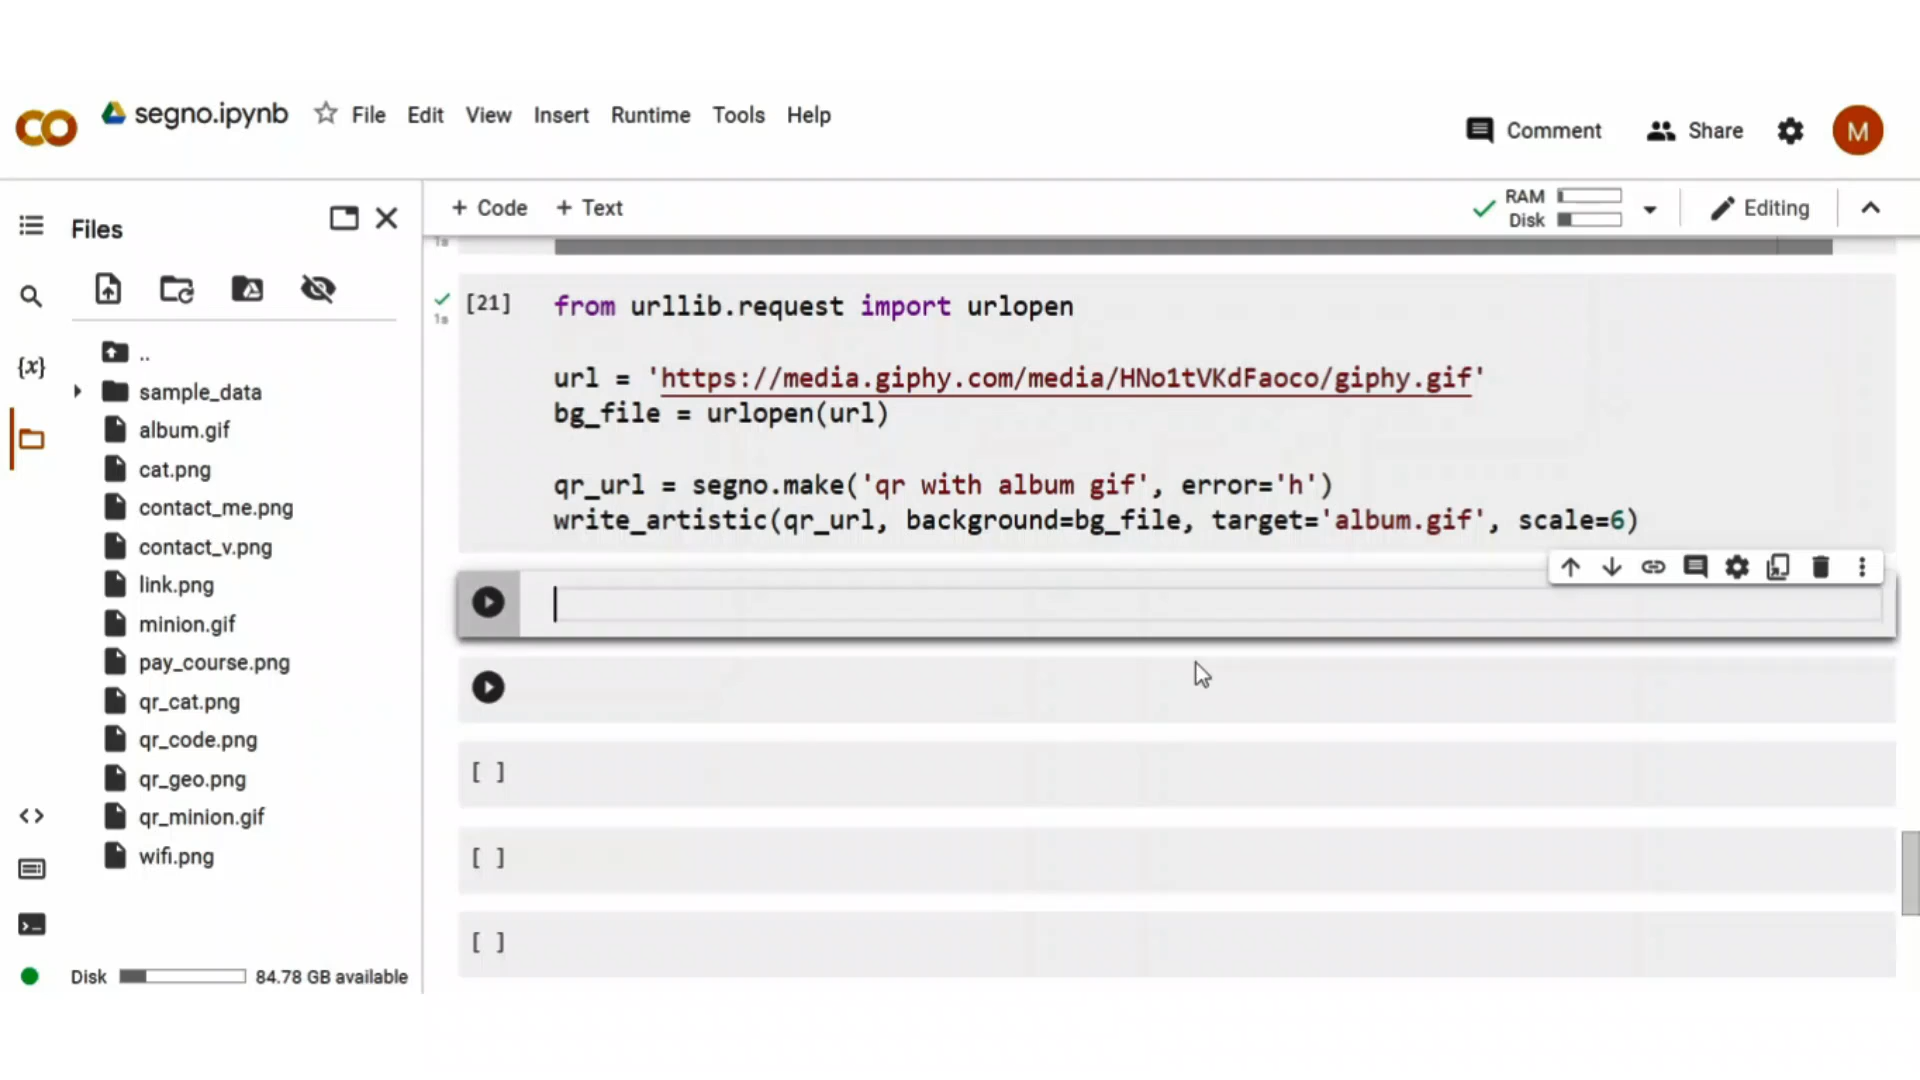 segno.ipynb
File Edit View Insert Runtime Tools Help
Comment
Share
M
Files
+ Code + Text
RAM
Disk
Editing
1s
..
sample_data
album.gif
cat.png
contact_me.png
contact_v.png
link.png
minion.gif
pay_course.png
qr_cat.png
qr_code.png
qr_geo.png
qr_minion.gif
wifi.png
Disk 84.78 GB available
{x}
[21]
1s
from urllib.request import urlopen
url = 'https://media.giphy.com/media/HNo1tVKdFaoco/giphy.gif'
bg_file = urlopen(url)
qr_url = segno.make('qr with album gif', error='h')
write_artistic(qr_url, background=bg_file, target='album.gif', scale=6)
[ ]
[ ]
[ ]